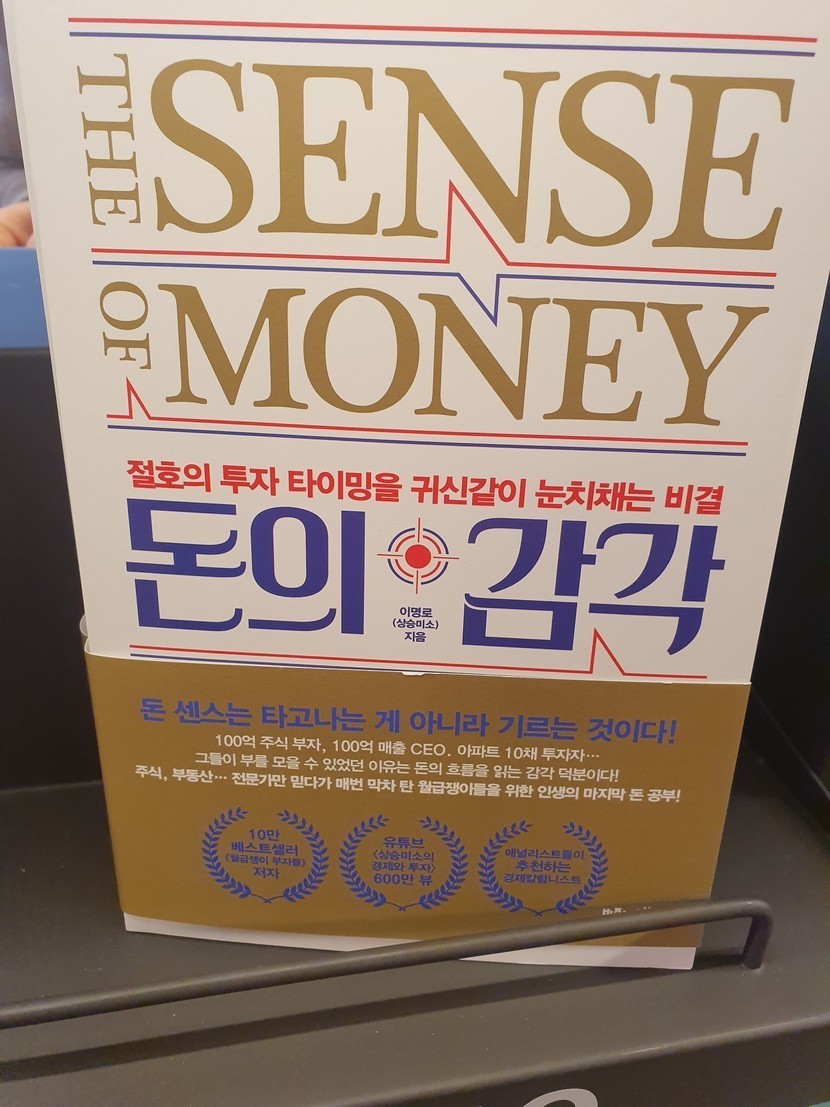 THE SENSE
OF MONEY
절호의 투자 타이밍을 귀신같이 눈치채는 비결
돈의 감각
이명로
(상승미소)
지음
돈 센스는 타고나는 게 아니라 기르는 것이다!
100억 주식 부자, 100억 매출 CEO. 아파트 10채 투자자…
그들이 부를 모을 수 있었던 이유는 돈의 흐름을 읽는 감각 덕분이다!
주식, 부동산… 전문가만 믿다가 매번 막차 탄 월급쟁이들을 위한 인생의 마지막 돈 공부!
10만
베스트셀러
《월급쟁이 부자들》
저자
유튜브
〈상승미소의
경제와 투자〉
600만 뷰
애널리스트들이
추천하는
경제칼럼니스트